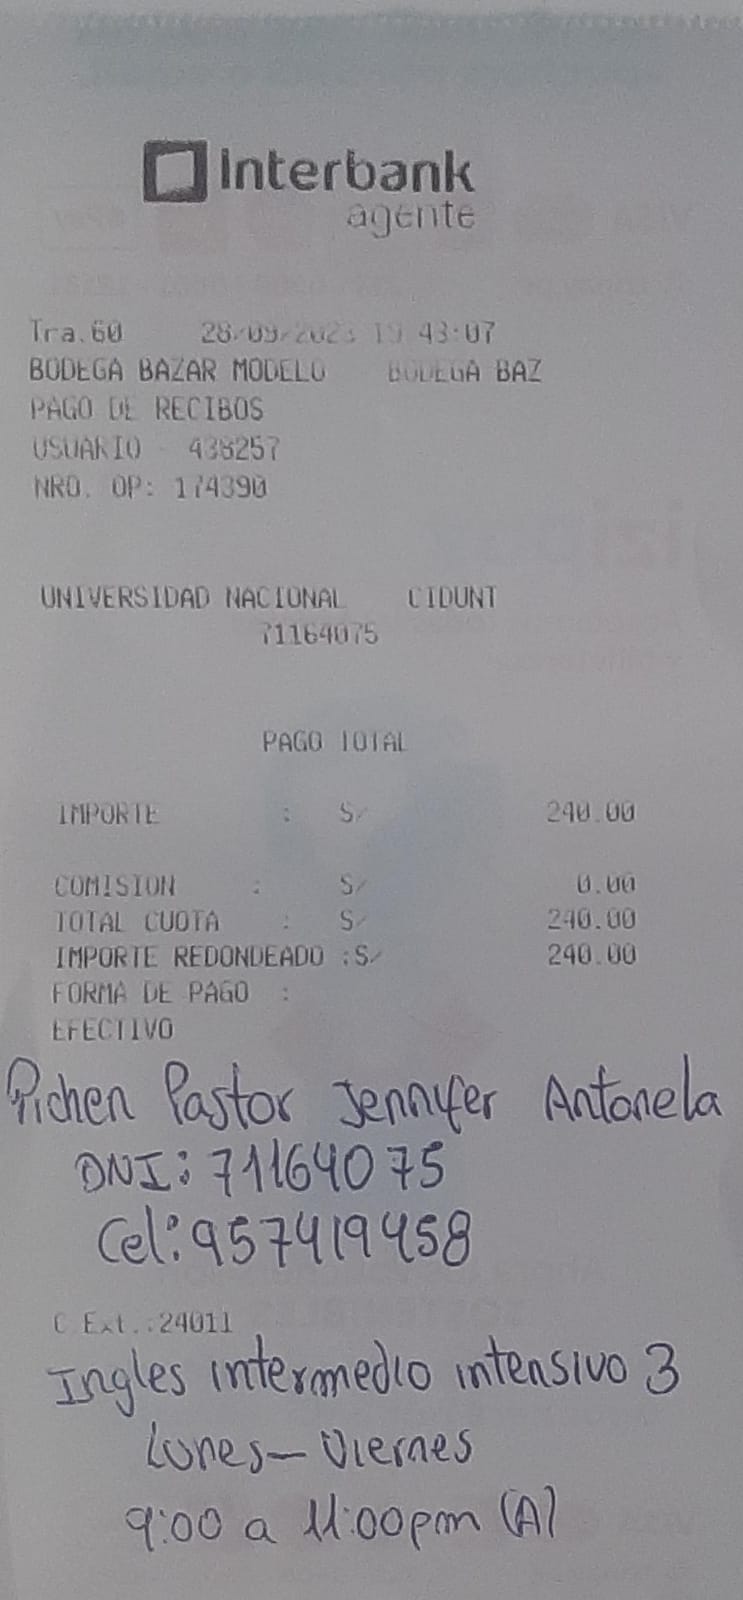 Interbank
agente
Tra.60 28/09/2023 19 43:07
BODEGA BAZAR MODELO BODEGA BAZ
PAGO DE RECIBOS
USUARIO - 438257
NRO. OP: 174390
UNIVERSIDAD NACIONAL CIDUNT
71164075
PAGO TOTAL
IMPORTE : S/ 240.00
COMISION : S/ 0.00
TOTAL CUOTA : S/ 240.00
IMPORTE REDONDEADO :S/ 240.00
FORMA DE PAGO :
EFECTIVO
Pichen Pastor Jennyfer Antonela
DNI: 71164075
Cel: 957419458
C.Ext.:24011
Ingles intermedio intensivo 3
Lunes - Viernes
9:00 a 11:00pm (A)